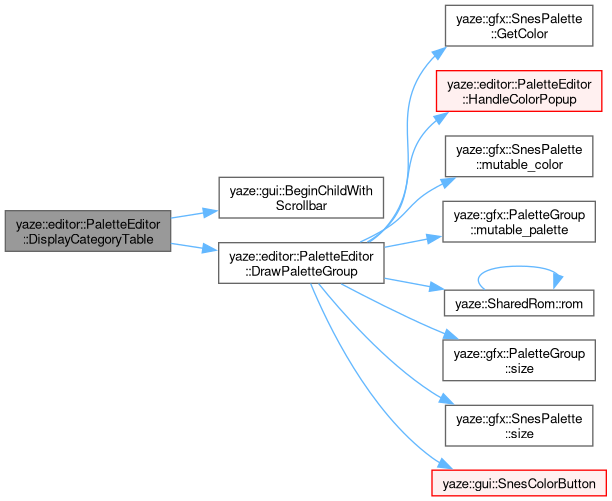 yaze::gfx::SnesPalette
::GetColor
yaze::editor::PaletteEditor
::HandleColorPopup
yaze::gfx::SnesPalette
::mutable_color
yaze::editor::PaletteEditor
::DisplayCategoryTable
yaze::gui::BeginChildWith
Scrollbar
yaze::gfx::PaletteGroup
::mutable_palette
yaze::editor::PaletteEditor
::DrawPaletteGroup
yaze::SharedRom::rom
yaze::gfx::PaletteGroup
::size
yaze::gfx::SnesPalette
::size
yaze::gui::SnesColorButton